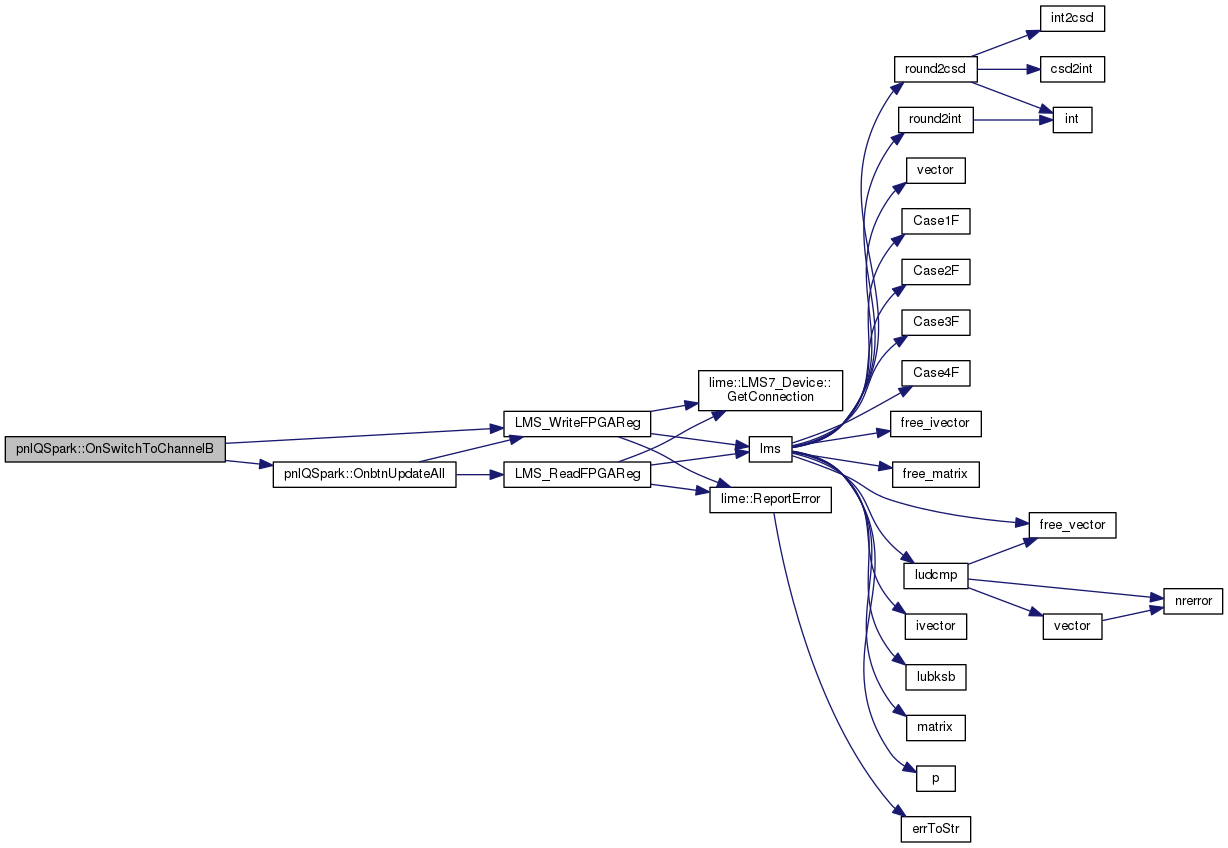 int2csd
round2csd
csd2int
round2int
int
vector
Case1F
Case2F
Case3F
Case4F
lime::LMS7_Device::
GetConnection
LMS_WriteFPGAReg
free_ivector
pnlQSpark::OnSwitchToChannelB
lms
pnlQSpark::OnbtnUpdateAll
LMS_ReadFPGAReg
free_matrix
lime::ReportError
free_vector
ludcmp
nrerror
ivector
vector
lubksb
matrix
p
errToStr